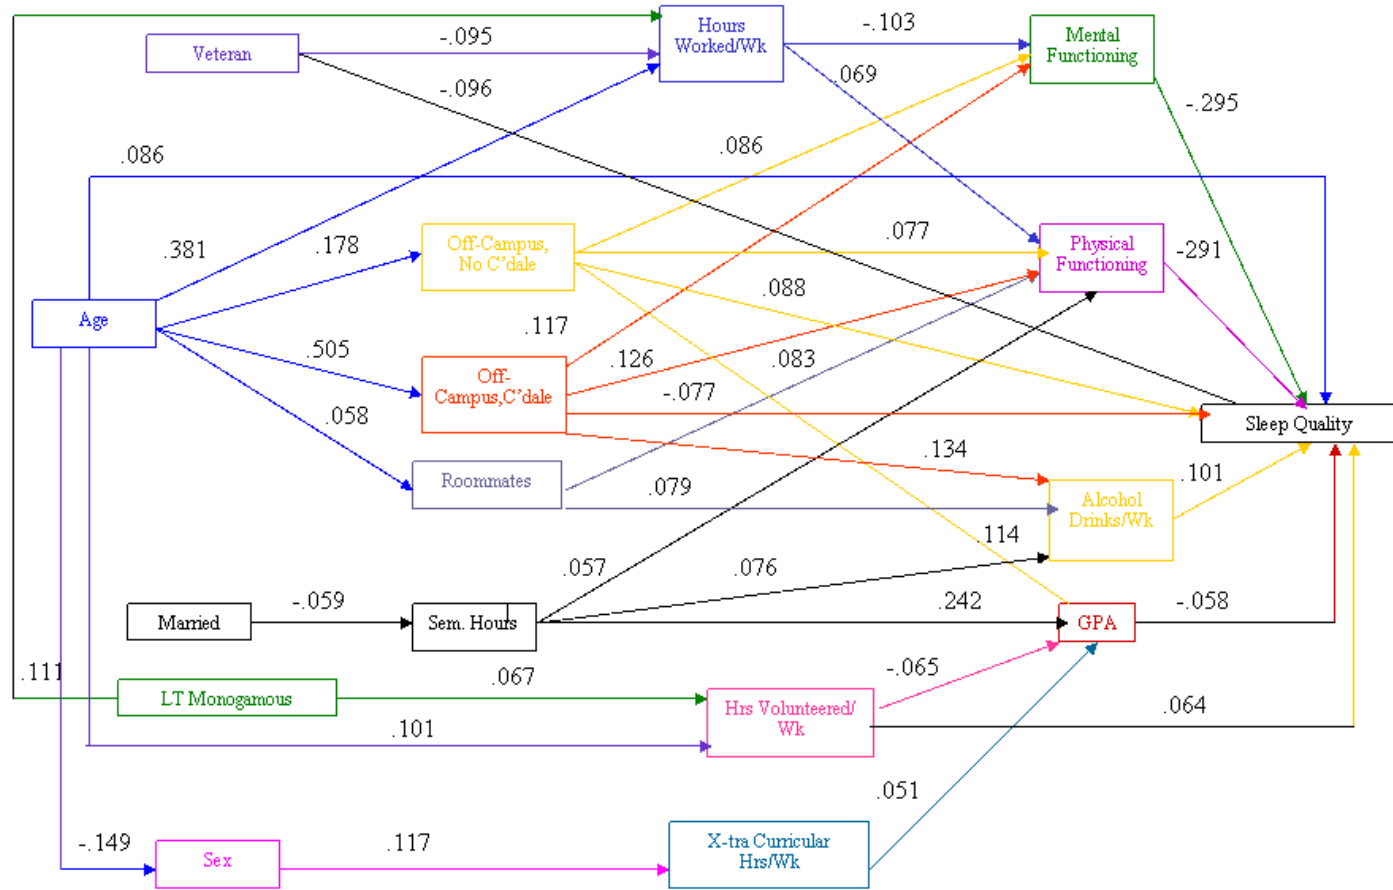 Hours
Worked/Wk
-.103
Mental
Functioning
Veteran
-.095
-.096
.069
-.295
.086
.086
.381
.178
Off-Campus,
No C'dale
.077
Physical
Functioning
-291
.088
Age
.117
.505
Off-
Campus,C'dale
.126
.083
-.077
.058
Sleep Quality
Roommates
.134
.079
.101
Alcohol
Drinks/Wk
.114
.057
.076
Married
-.059
Sem. Hours
.242
GPA
-.058
.111
LT Monogamous
.067
-.065
Hrs Volunteered/
Wk
.064
.101
.051
-.149
Sex
.117
X-tra Curricular
Hrs/Wk